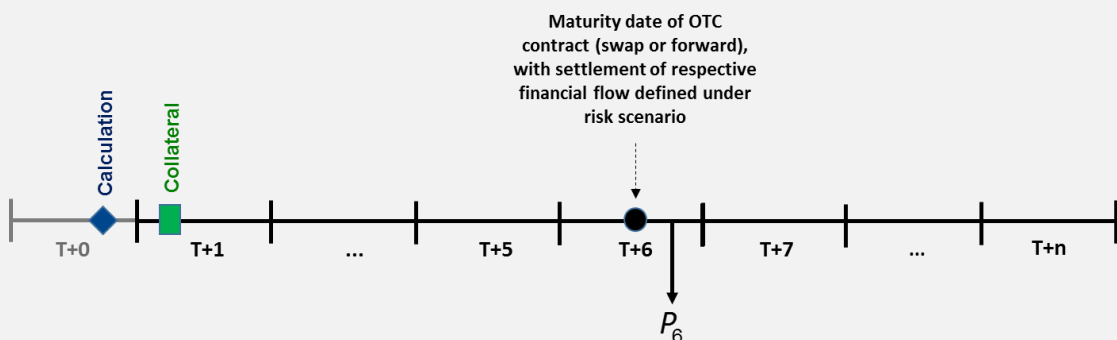 Maturity date of OTC
contract (swap or forward),
with settlement of respective
financial flow defined under
risk scenario
Calculation
Collateral
T+0
T+1
...
T+5
T+6
T+7
...
T+n
P6